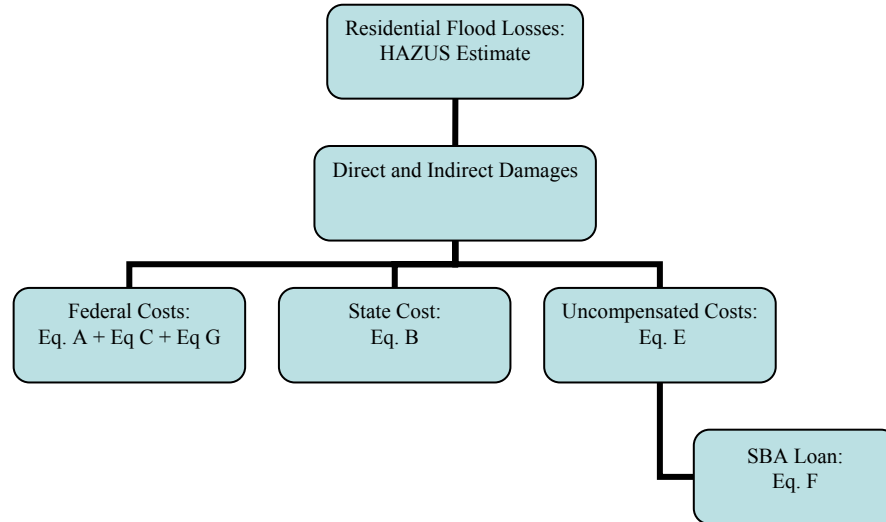 Residential Flood Losses:
HAZUS Estimate
Direct and Indirect Damages
Federal Costs:
Eq. A + Eq C + Eq G
State Cost:
Eq. B
Uncompensated Costs:
Eq. E
SBA Loan:
Eq. F